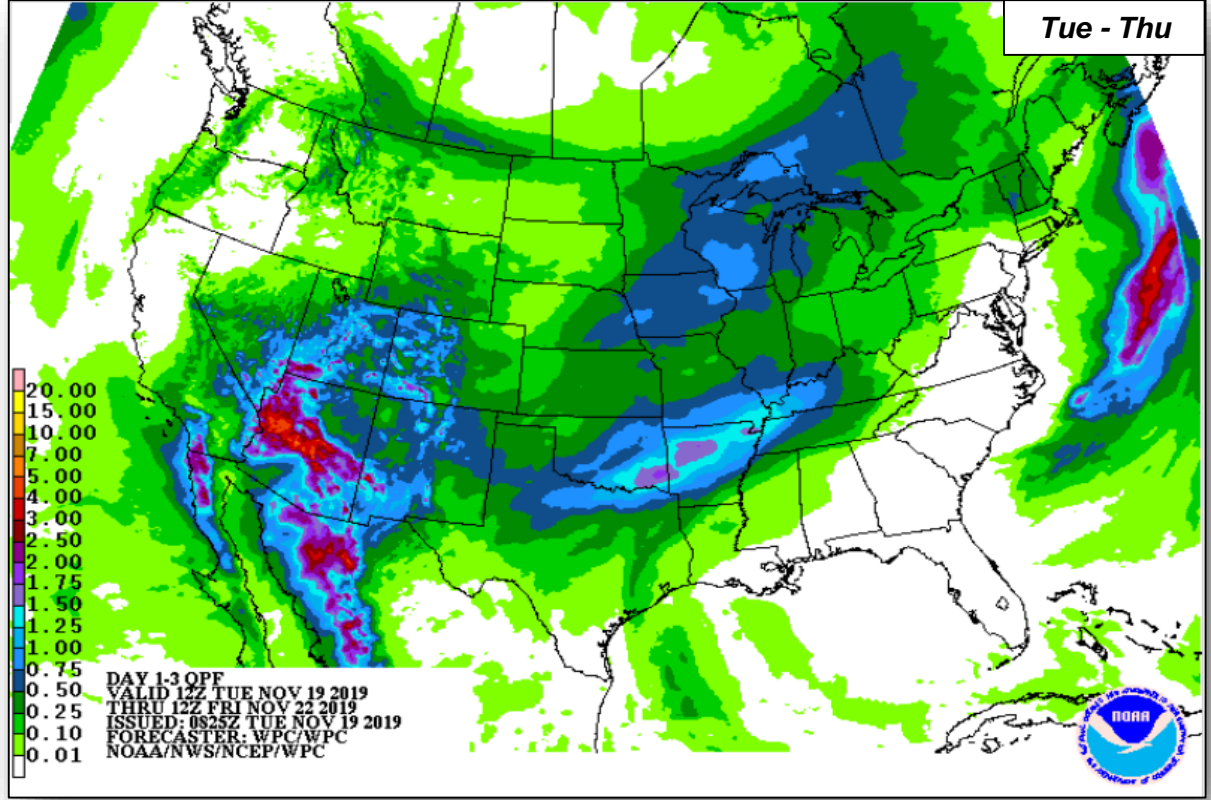 Tue - Thu
20.00
15.00
10.00
7.00
5.00
4.00
3.00
2.50
2.00
1.75
1.50
1.25
1.00
0.75
0.50
0.25
0.10
0.01
DAY 1-3 QPF
VALID 12Z TUE NOV 19 2019
THRU 12Z FRI NOV 22 2019
ISSUED: 0825Z TUE NOV 19 2019
FORECASTER: WPC/WPC
NOAA/NWS/NCEP/WPC
NOAA